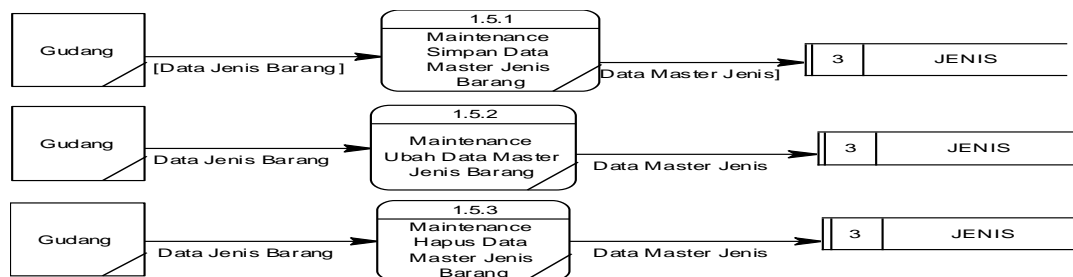 1.5.1
Gudang
Maintenance
Simpan Data
Master Jenis
Barang
[Data Jenis Barang]
Data Master Jenis]
3
JENIS
1.5.2
Gudang
Maintenance
Ubah Data Master
Jenis Barang
Data Jenis Barang
Data Master Jenis
3
JENIS
1.5.3
Gudang
Maintenance
Hapus Data
Master Jenis
Barang
Data Jenis Barang
Data Master Jenis
3
JENIS